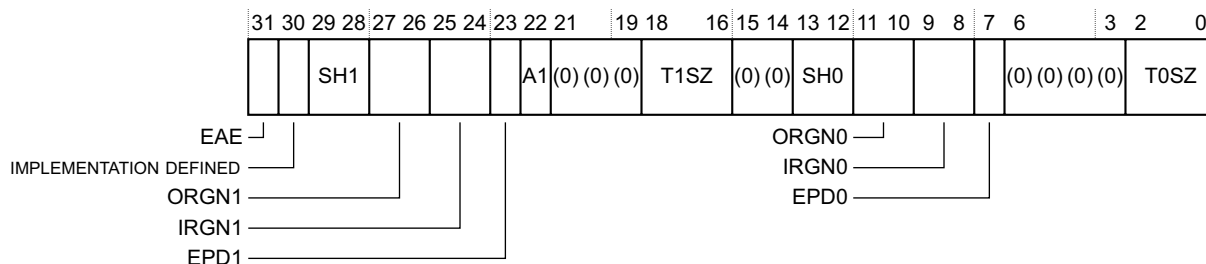 31 30 29 28 27 26 25 24 23 22 21 19 18 16 15 14 13 12 11 10 9 8 7 6 3 2 0
SH1 A1 (0) (0) (0) T1SZ (0) (0) SH0 (0) (0) (0) (0) T0SZ
EAE ORGN0
IMPLEMENTATION DEFINED IRGN0
ORGN1 EPD0
IRGN1
EPD1